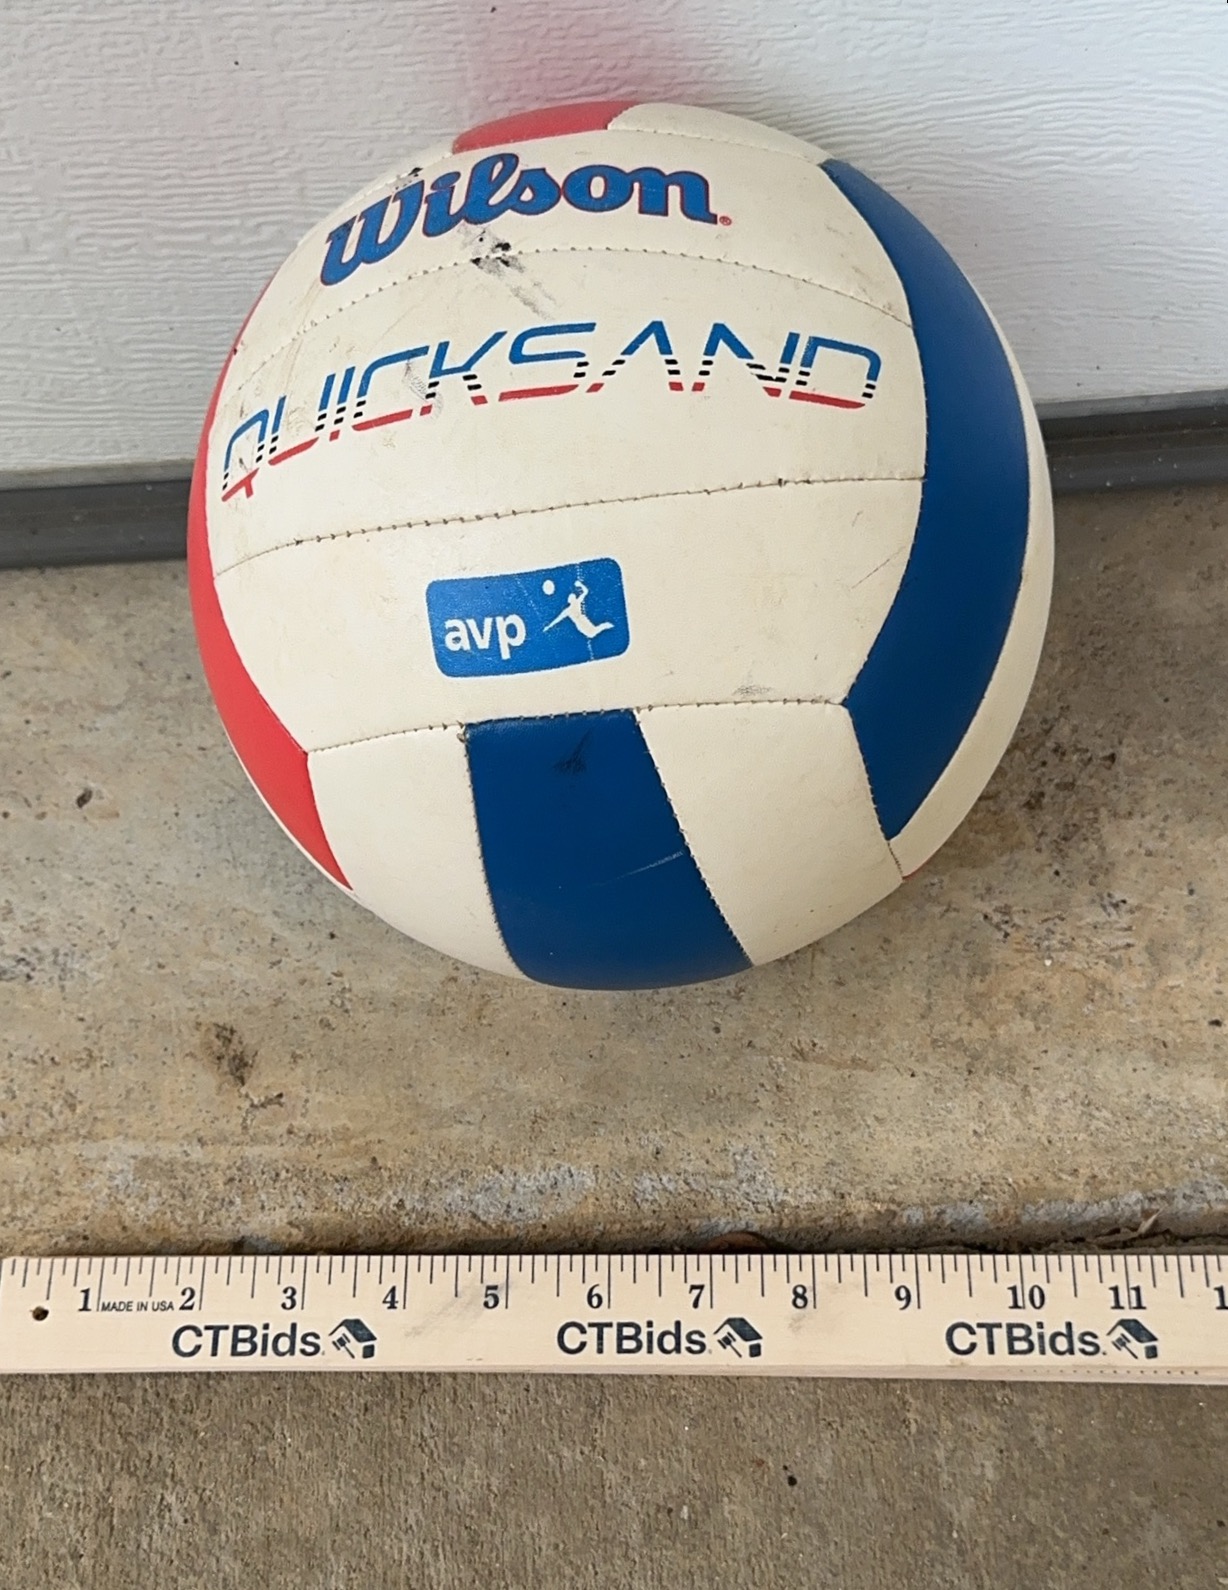 Wilson®
QUICKSAND
avp
1 MADE IN USA 2 3 4 5 6 7 8 9 10 11 1
CTBids. CTBids. CTBids.